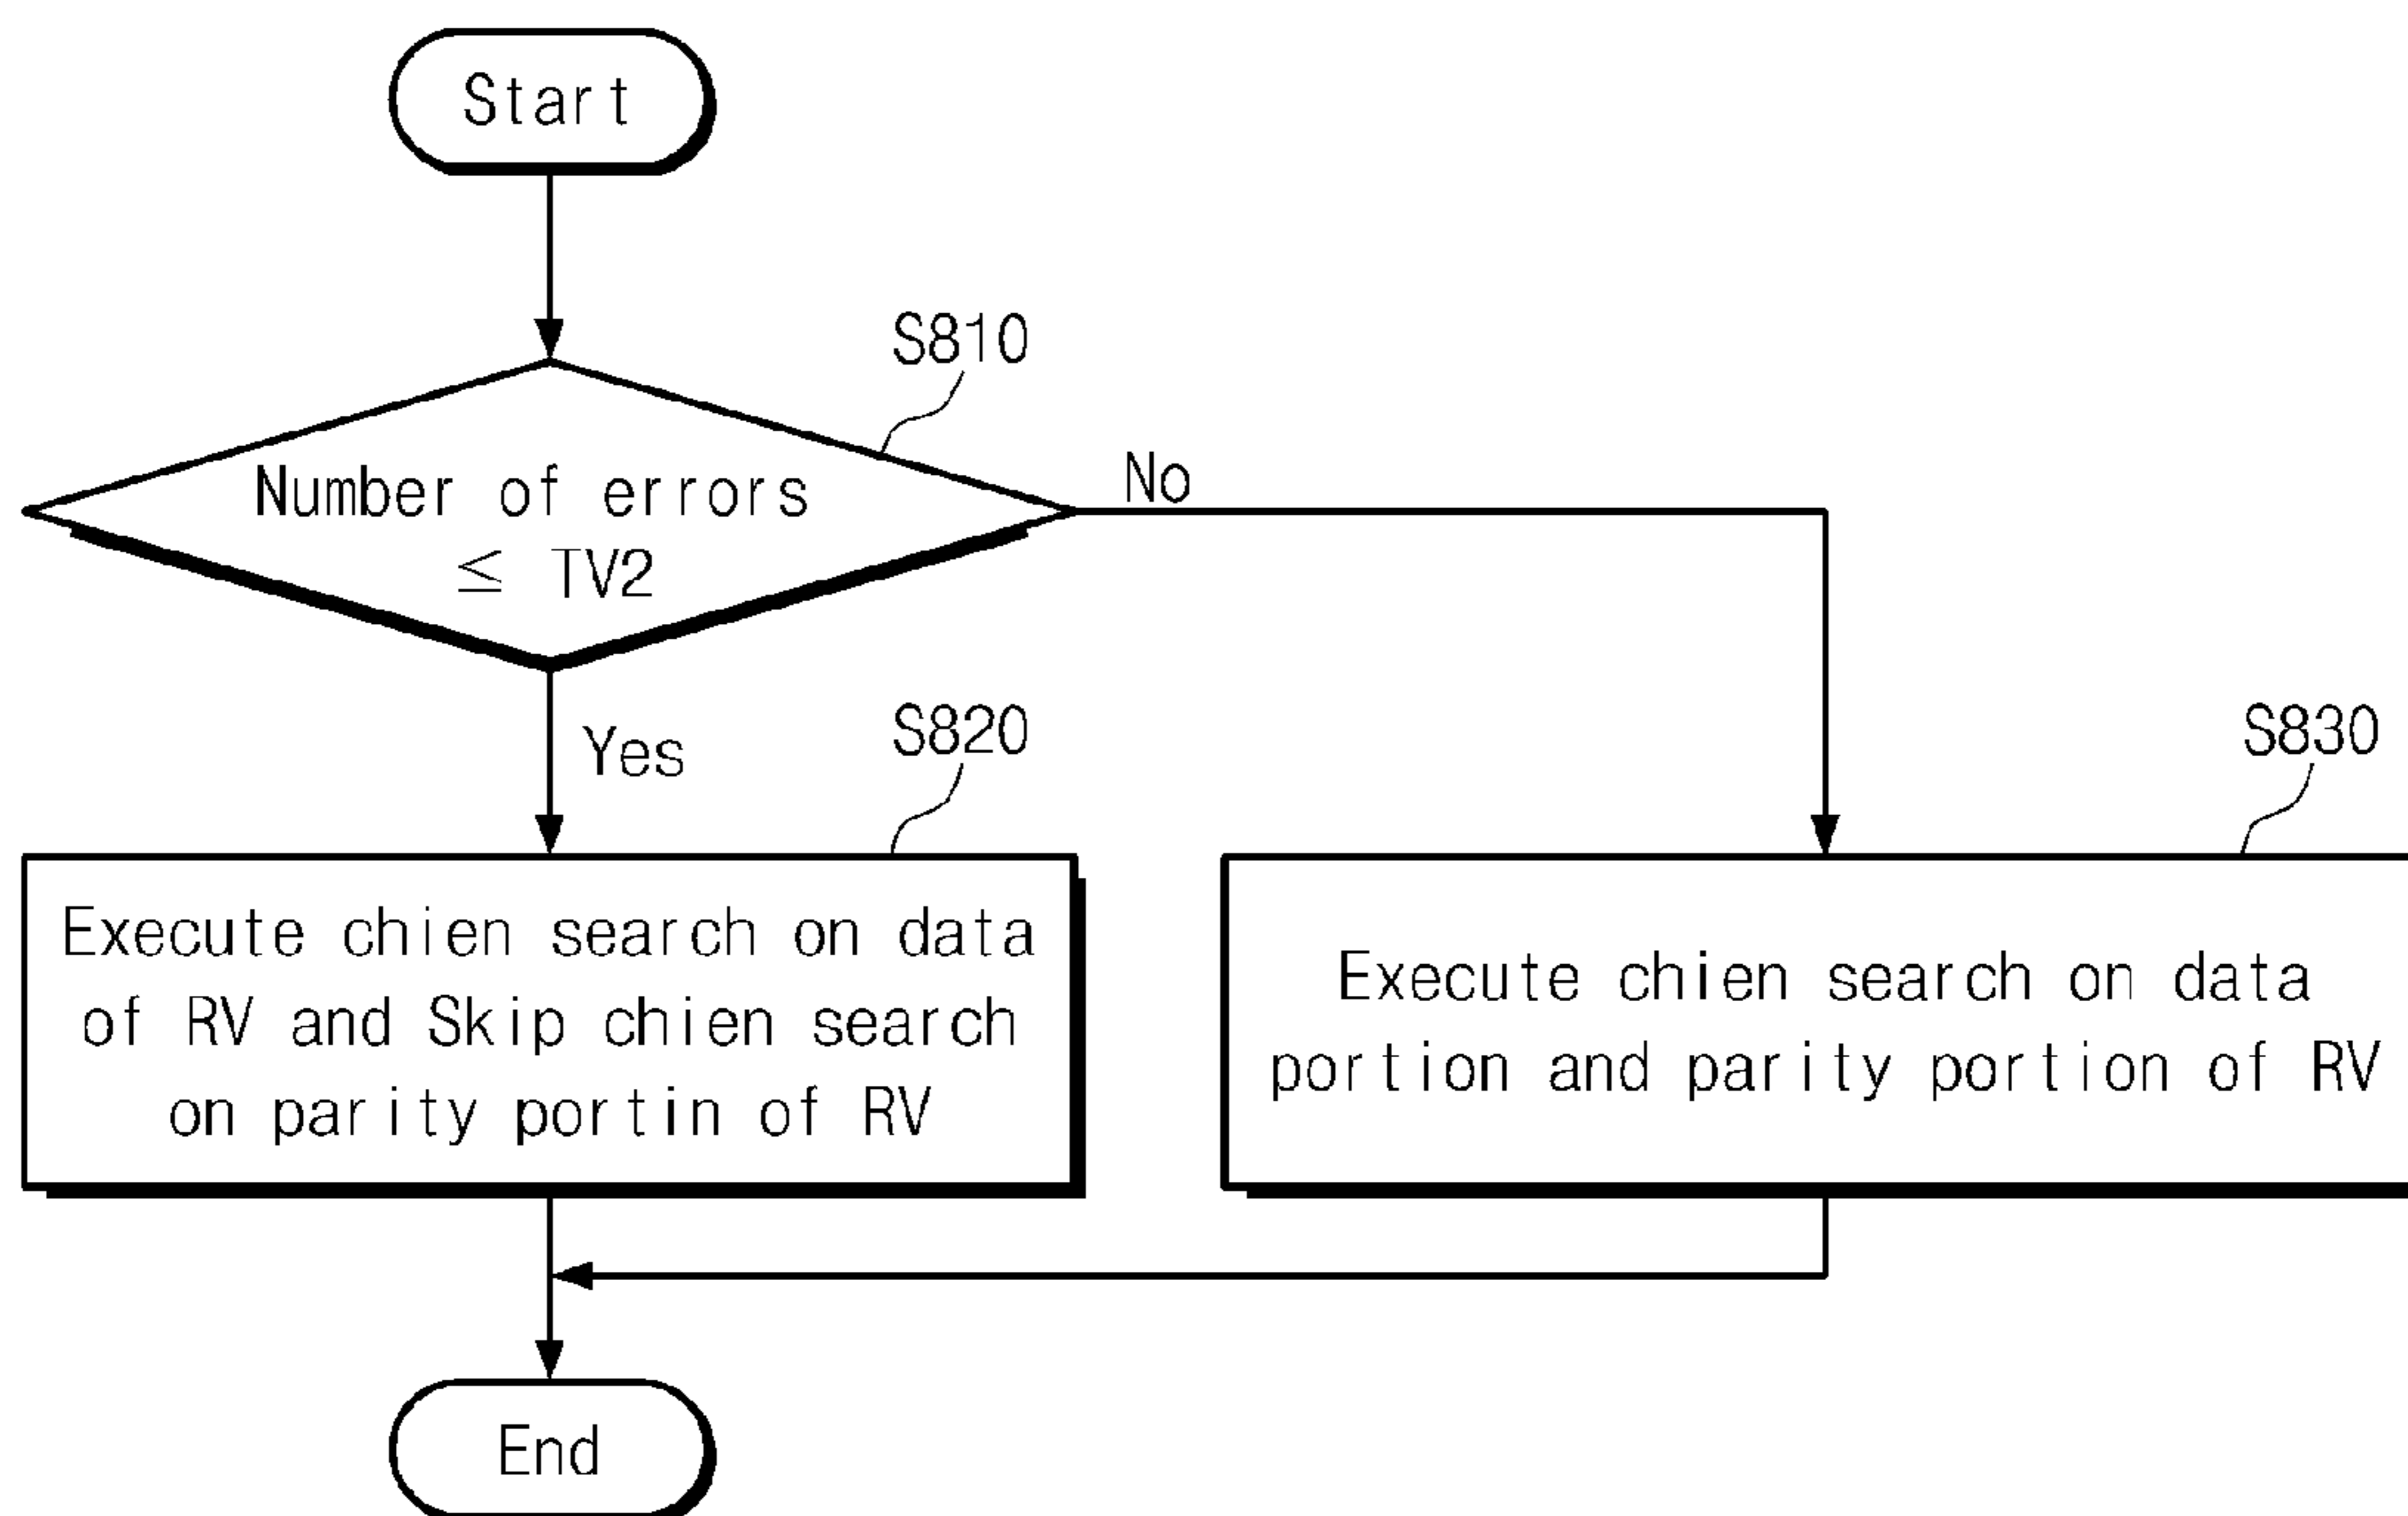 Start
S810
Number of errors
≤ TV2
No
Yes
S820
S830
Execute chien search on data
of RV and Skip chien search
on parity portin of RV
Execute chien search on data
portion and parity portion of RV
End